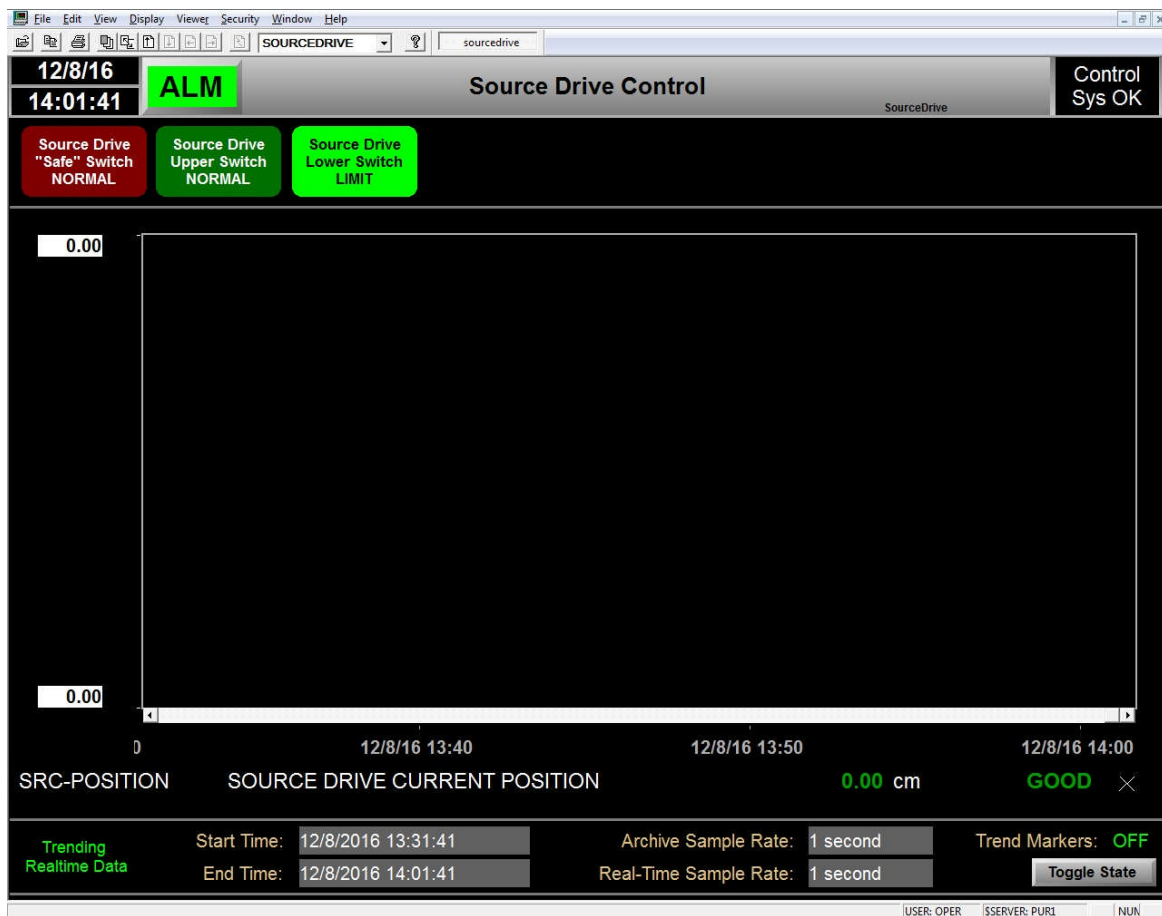 File Edit View Display Viewer Security Window Help
SOURCEDRIVE ? sourcedrive
12/8/16
14:01:41
ALM
Source Drive Control
SourceDrive
Control
Sys OK
Source Drive
"Safe" Switch
NORMAL
Source Drive
Upper Switch
NORMAL
Source Drive
Lower Switch
LIMIT
0.00
0.00
0 12/8/16 13:40 12/8/16 13:50 12/8/16 14:00
SRC-POSITION SOURCE DRIVE CURRENT POSITION 0.00 cm GOOD
Trending
Realtime Data
Start Time: 12/8/2016 13:31:41 Archive Sample Rate: 1 second Trend Markers: OFF
End Time: 12/8/2016 14:01:41 Real-Time Sample Rate: 1 second Toggle State
USER: OPER $SERVER: PUR1 NUM